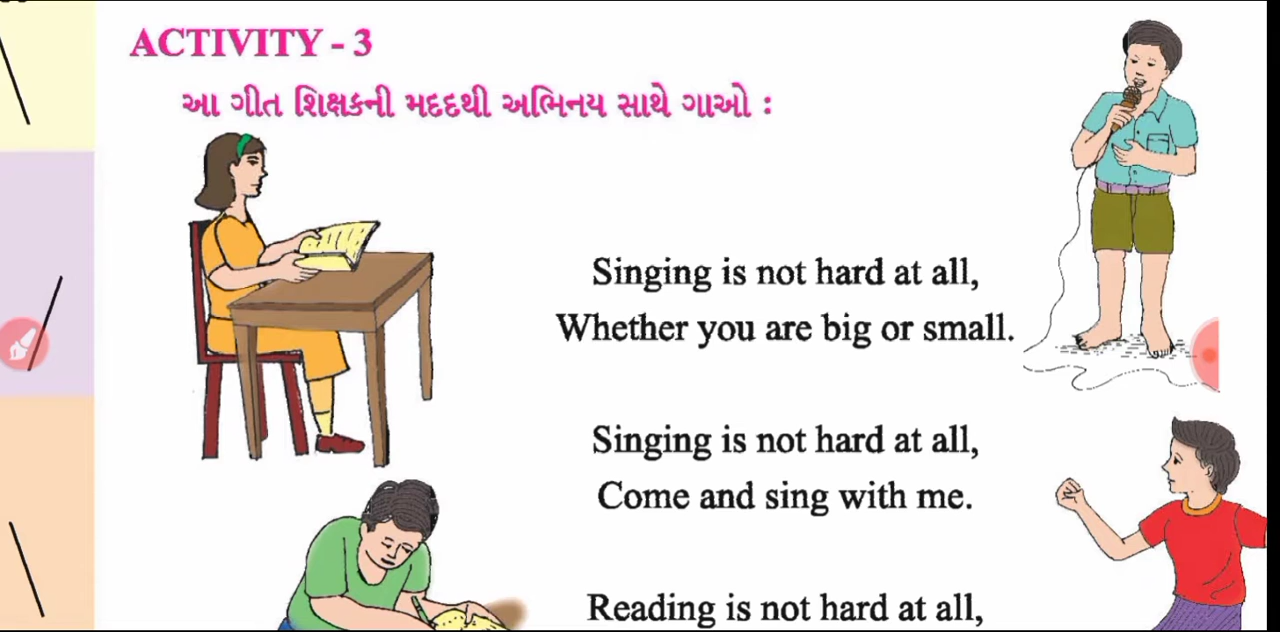 ACTIVITY - 3
આ ગીત શિક્ષકની મદદથી અભિનય સાથે ગાઓ :
Singing is not hard at all,
Whether you are big or small.
Singing is not hard at all,
Come and sing with me.
Reading is not hard at all,